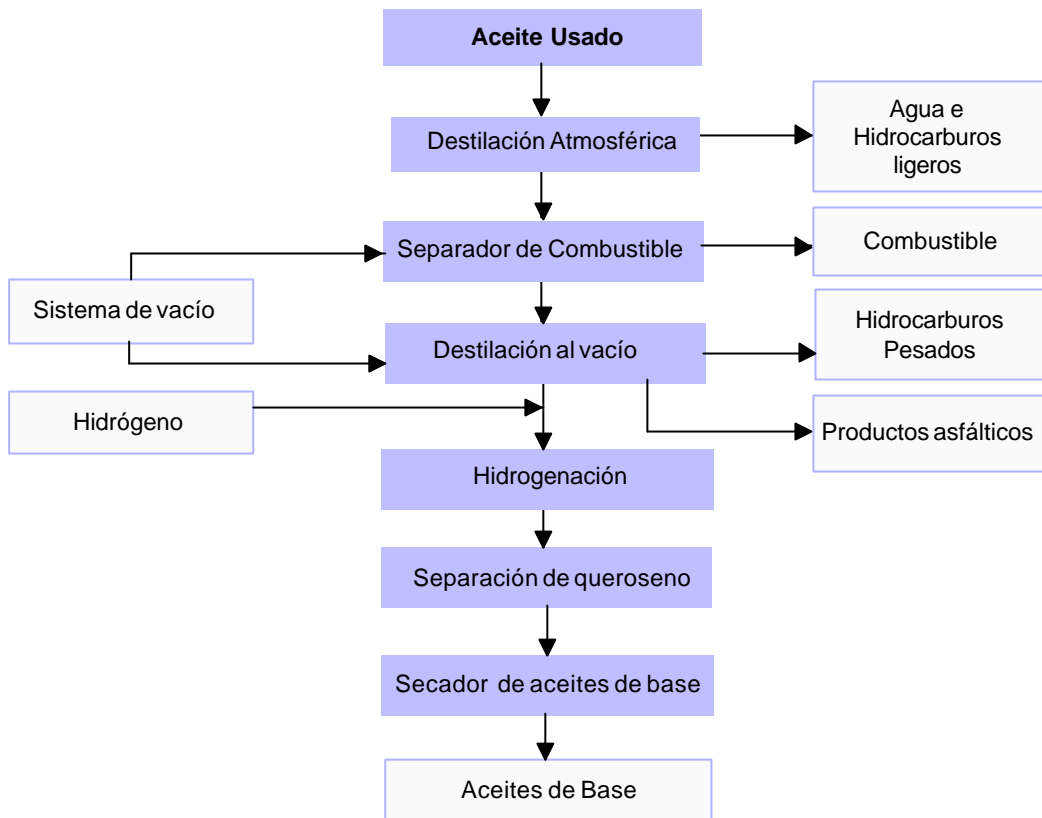 Aceite Usado
Agua e
Hidrocarburos
ligeros
Destilación Atmosférica
Separador de Combustible
Combustible
Sistema de vacío
Hidrocarburos
Pesados
Destilación al vacío
Hidrógeno
Productos asfálticos
Hidrogenación
Separación de queroseno
Secador de aceites de base
Aceites de Base